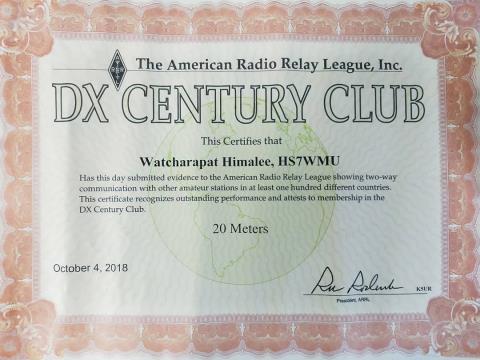 The American Radio Relay League, Inc.
DX CENTURY CLUB
This Certifies that
Watcharapat Himalee, HS7WMU
Has this day submitted evidence to the American Radio Relay League showing two-way
communication with other amateur stations in at least one hundred different countries.
This certificate recognizes outstanding performance and attests to membership in the
DX Century Club.
20 Meters
October 4, 2018
K5UR
President, ARRL